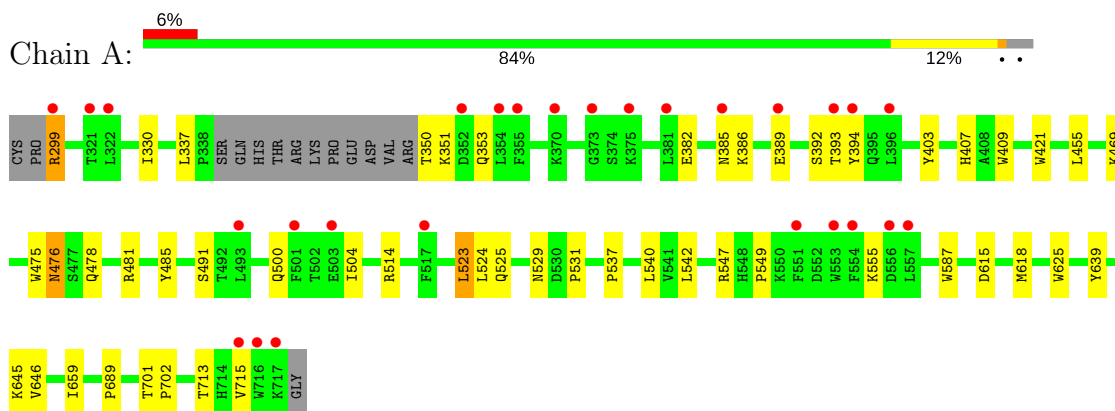 6%
Chain A:
84% 12%
CYS PRO R299 T321 L322 I330 L337 P338 SER GLN HIS THR ARG LYS PRO GLU ASP VAL ARG T350 K351 D352 Q353 L354 F355 K370 G373 S374 K375 L381 E382 N385 K386 E389 S392 T393 Y394 Q395 L396 Y403 H407 A408 W409 W421 L455 K469
W475 N476 S477 Q478 R481 Y485 S491 T492 L493 Q500 F501 T502 E503 I504 R514 F517 L523 L524 Q525 N529 D530 P531 P537 L540 V541 L542 R547 H548 P549 K550 F551 D552 W553 F554 K555 D556 L557 W587 D615 M618 W625 Y639
K645 V646 I659 P689 T701 P702 T713 H714 V715 W716 K717 GLY